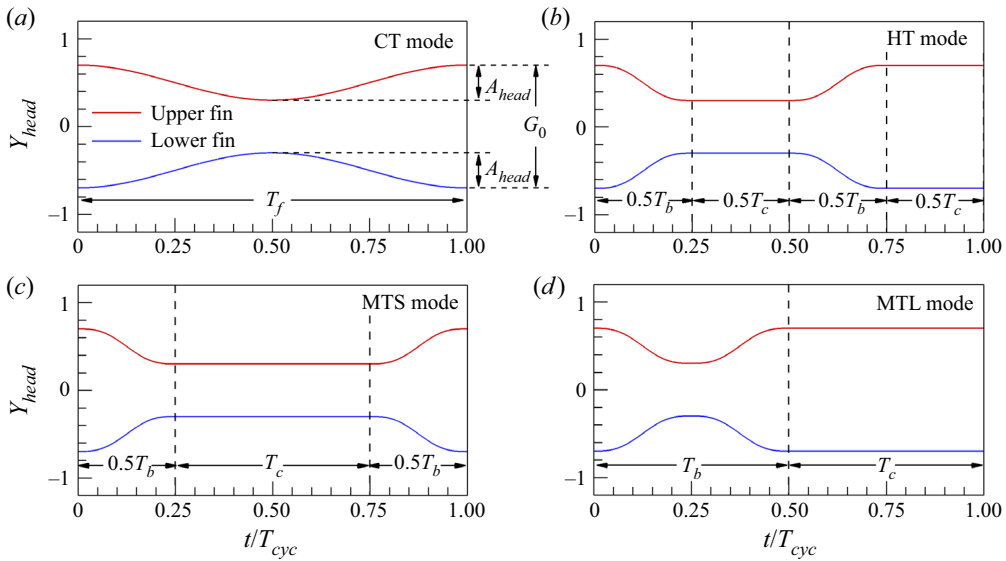 (a)
CT mode
1
0
–1
Y_head
Upper fin
Lower fin
A_head
G_0
A_head
T_f
0 0.25 0.50 0.75 1.00
(b)
HT mode
1
0
–1
0.5T_b 0.5T_c 0.5T_b 0.5T_c
0 0.25 0.50 0.75 1.00
(c)
MTS mode
1
0
–1
Y_head
0.5T_b T_c 0.5T_b
0 0.25 0.50 0.75 1.00
t/T_cyc
(d)
MTL mode
1
0
–1
T_b T_c
0 0.25 0.50 0.75 1.00
t/T_cyc